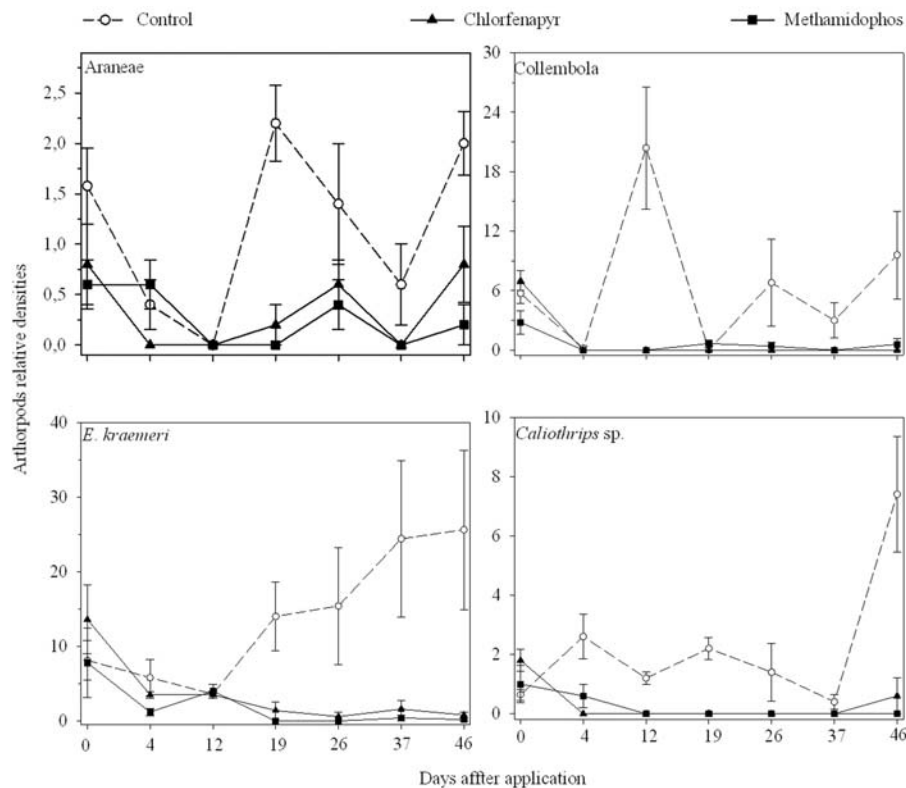 Control Chlorfenapyr Methamidophos
Araneae
2,5
2,0
1,5
1,0
0,5
0,0
Collembola
30
24
18
12
6
0
Arthorpods relative densities
E. kraemeri
40
30
20
10
0
0 4 12 19 26 37 46
Caliothrips sp.
10
8
6
4
2
0
0 4 12 19 26 37 46
Days affter application